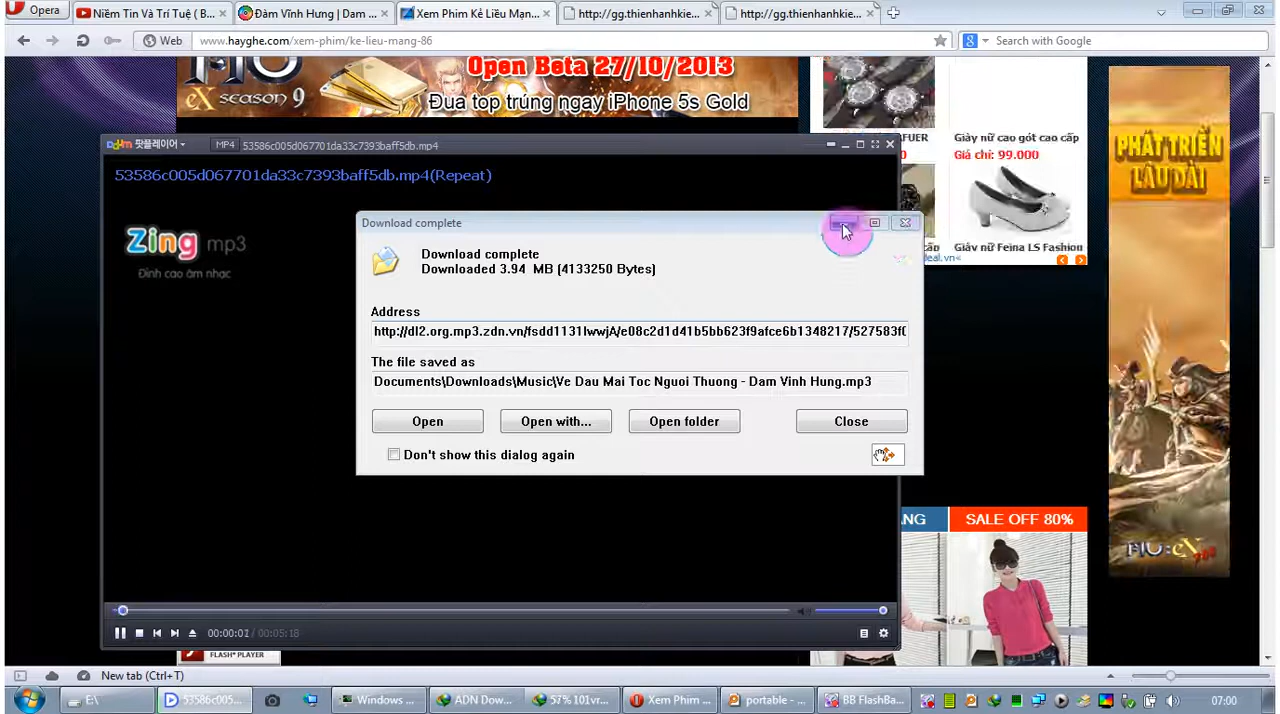 Opera
Niềm Tin Và Trí Tuệ ( B...
Đàm Vĩnh Hưng | Dam ...
Xem Phim Kẻ Liều Mạn...
http://gg.thienhanhkie...
http://gg.thienhanhkie...
Web
www.hayghe.com/xem-phim/ke-lieu-mang-86
Search with Google
eX season 9
Open Beta 27/10/2013
Đua top trúng ngay iPhone 5s Gold
Giày nữ cao gót cao cấp
Giá chỉ: 99.000
Giày nữ Feina LS Fashion
PHÁT TRIỂN
LÂU DÀI
팟플레이어
MP4
53586c005d067701da33c7393baff5db.mp4
53586c005d067701da33c7393baff5db.mp4(Repeat)
Zing mp3
Đỉnh cao âm nhạc
Download complete
Download complete
Downloaded 3.94 MB (4133250 Bytes)
Address
The file saved as
Documents\Downloads\Music\Ve Dau Mai Toc Nguoi Thuong - Dam Vinh Hung.mp3
Open
Open with...
Open folder
Close
Don't show this dialog again
SALE OFF 80%
00:00:01 / 00:05:18
FLASH PLAYER
New tab (Ctrl+T)
E:\
53586c005...
Windows ...
ADN Dow...
57% 101vr...
Xem Phim ...
portable - ...
BB FlashBa...
07:00